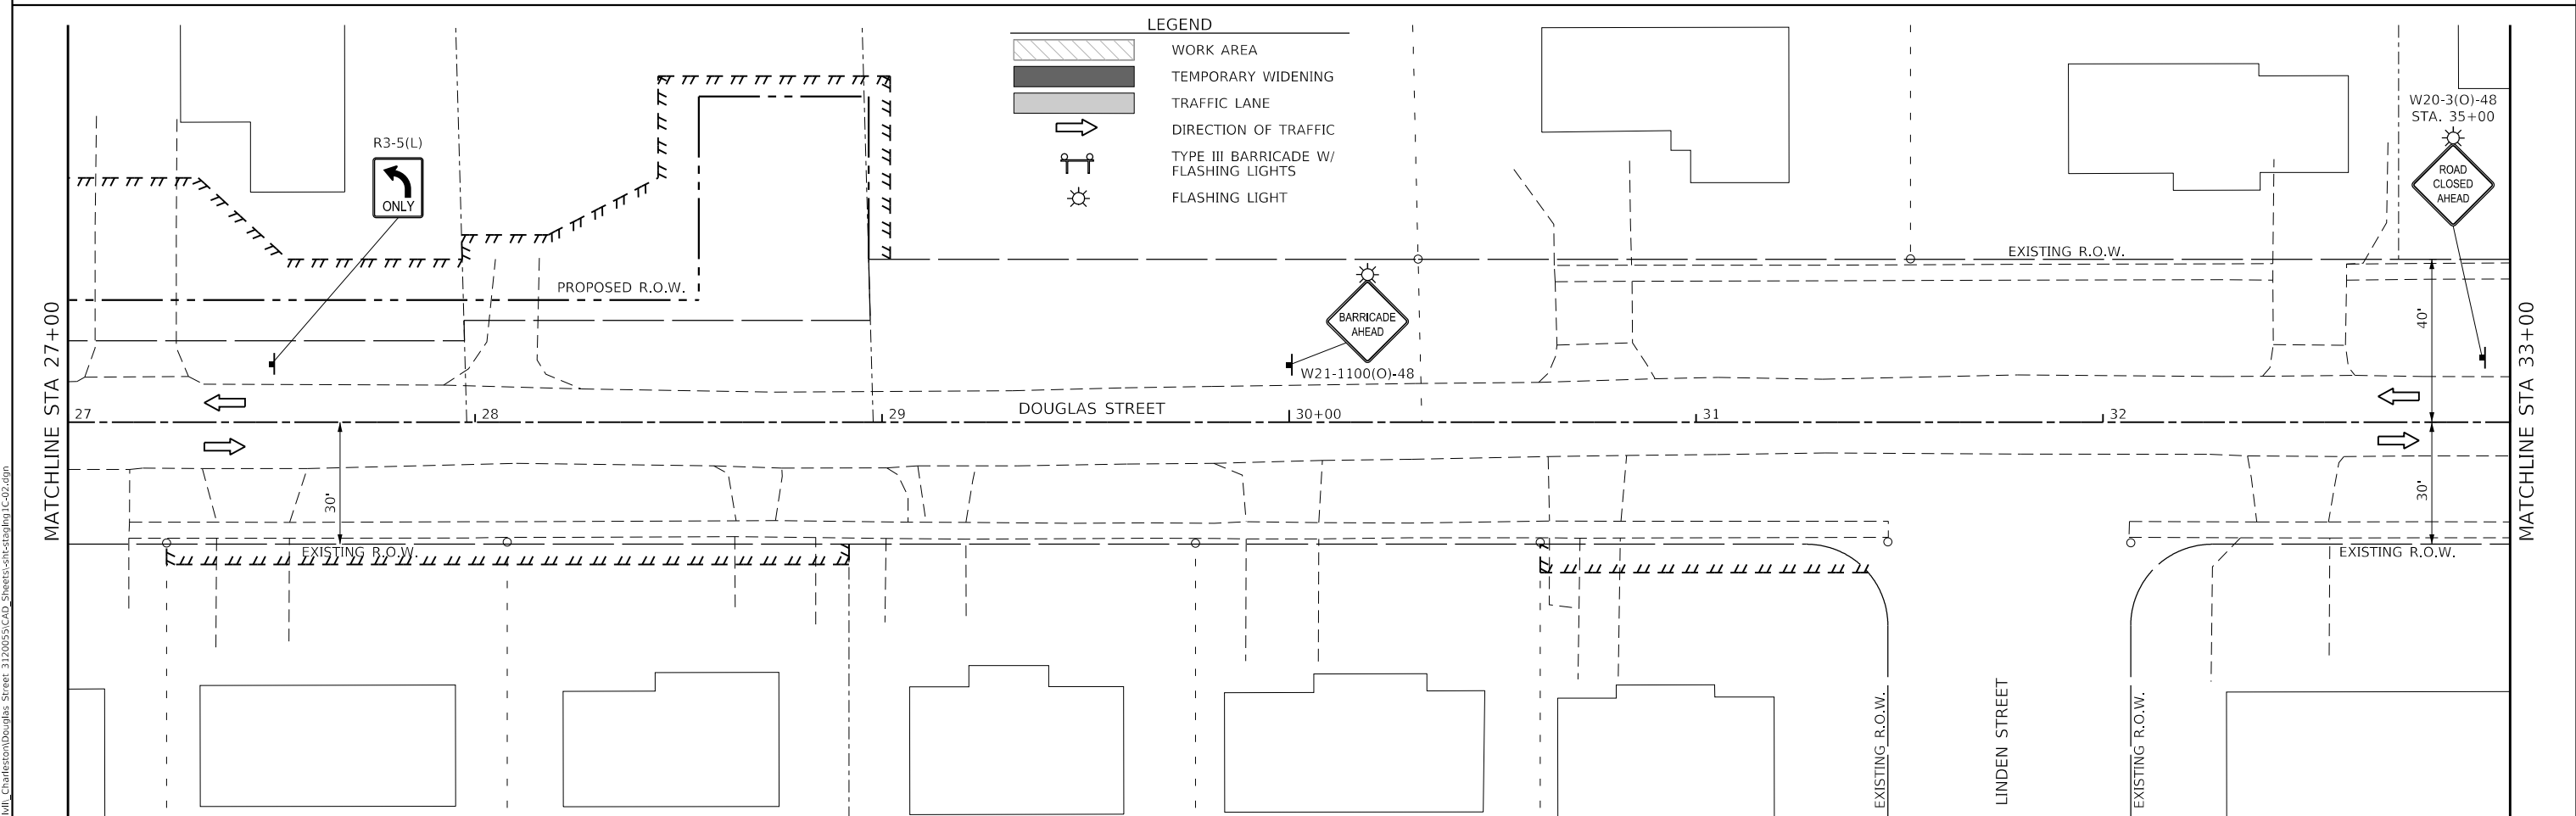 LEGEND
WORK AREA
TEMPORARY WIDENING
TRAFFIC LANE
DIRECTION OF TRAFFIC
TYPE III BARRICADE W/
FLASHING LIGHTS
FLASHING LIGHT
R3-5(L)
ONLY
W20-3(O)-48
STA. 35+00
ROAD
CLOSED
AHEAD
EXISTING R.O.W.
PROPOSED R.O.W.
BARRICADE
AHEAD
W21-1100(O)-48
40'
MATCHLINE STA 27+00
MATCHLINE STA 33+00
27
28
29
DOUGLAS STREET
30+00
31
32
30'
30'
EXISTING R.O.W.
EXISTING R.O.W.
EXISTING R.O.W.
LINDEN STREET
EXISTING R.O.W.